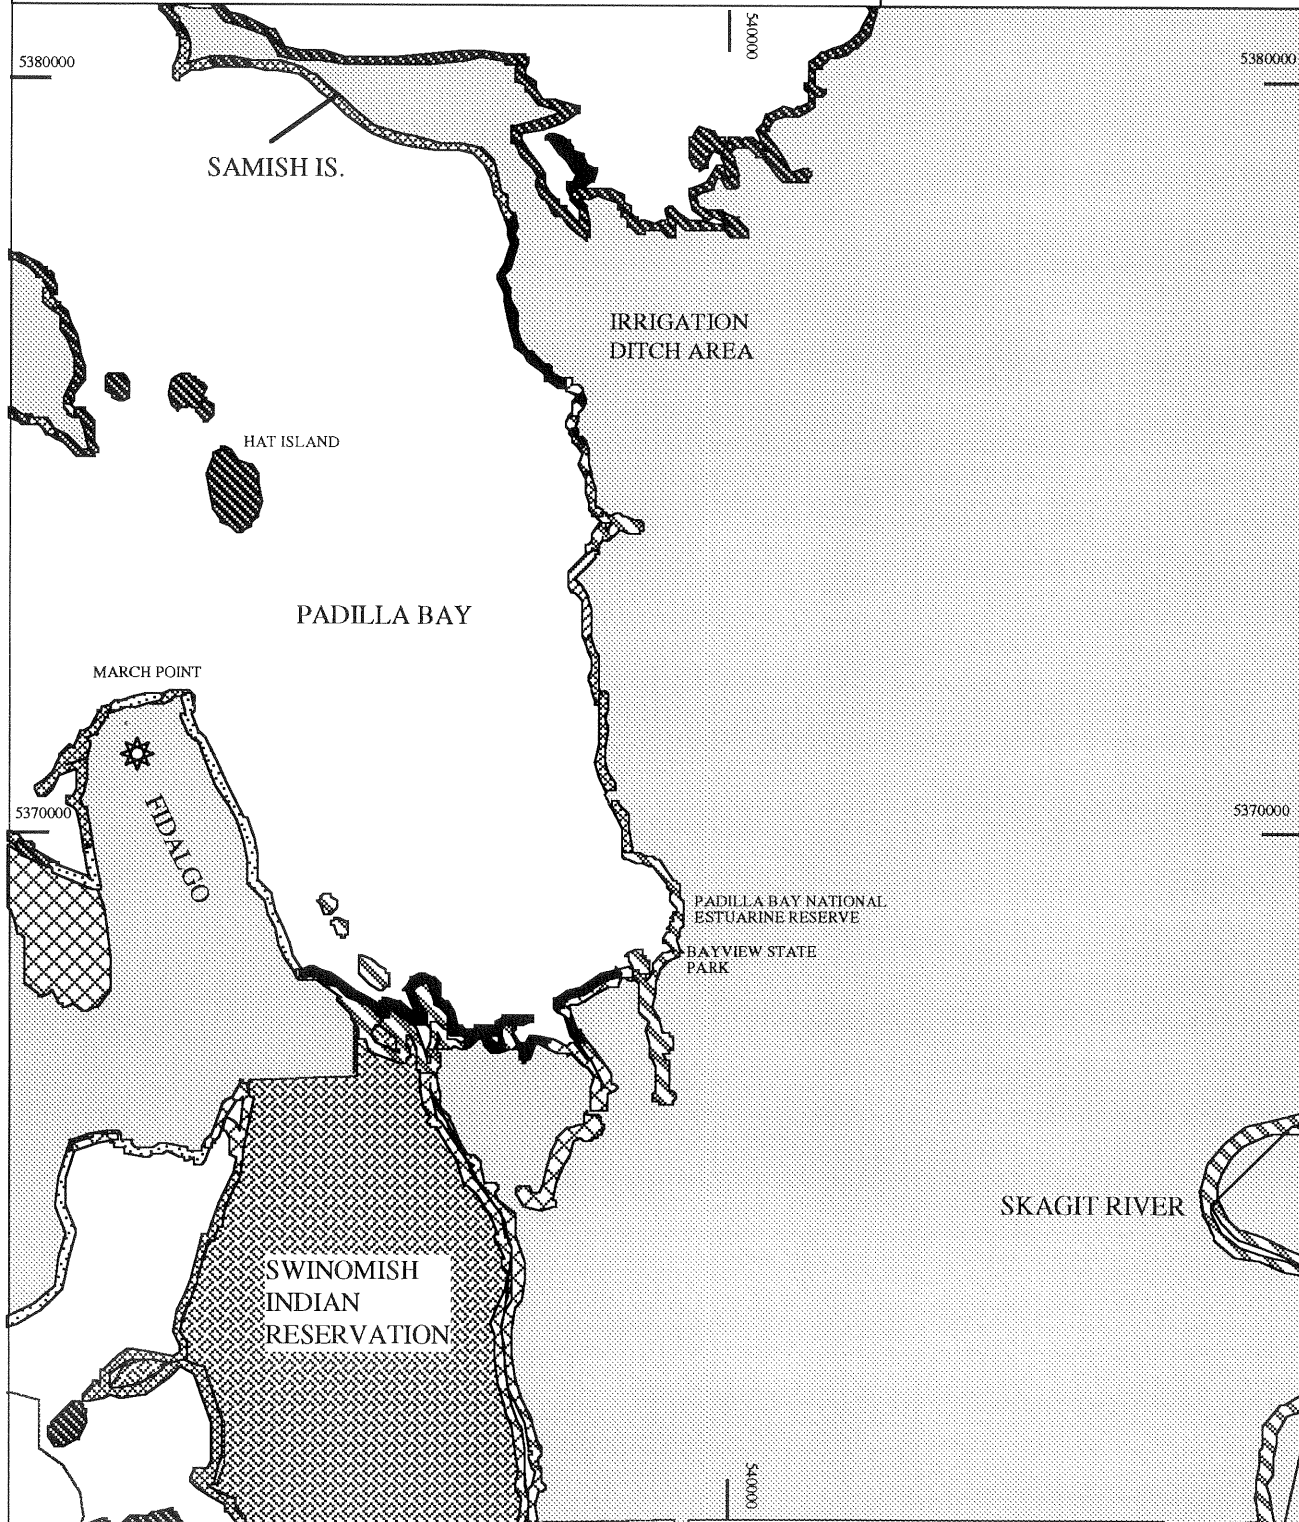 540000
5380000
5380000
SAMISH IS.
IRRIGATION
DITCH AREA
HAT ISLAND
PADILLA BAY
MARCH POINT
FIDALGO
5370000
5370000
PADILLA BAY NATIONAL
ESTUARINE RESERVE
BAYVIEW STATE
PARK
SKAGIT RIVER
SWINOMISH
INDIAN
RESERVATION
540000